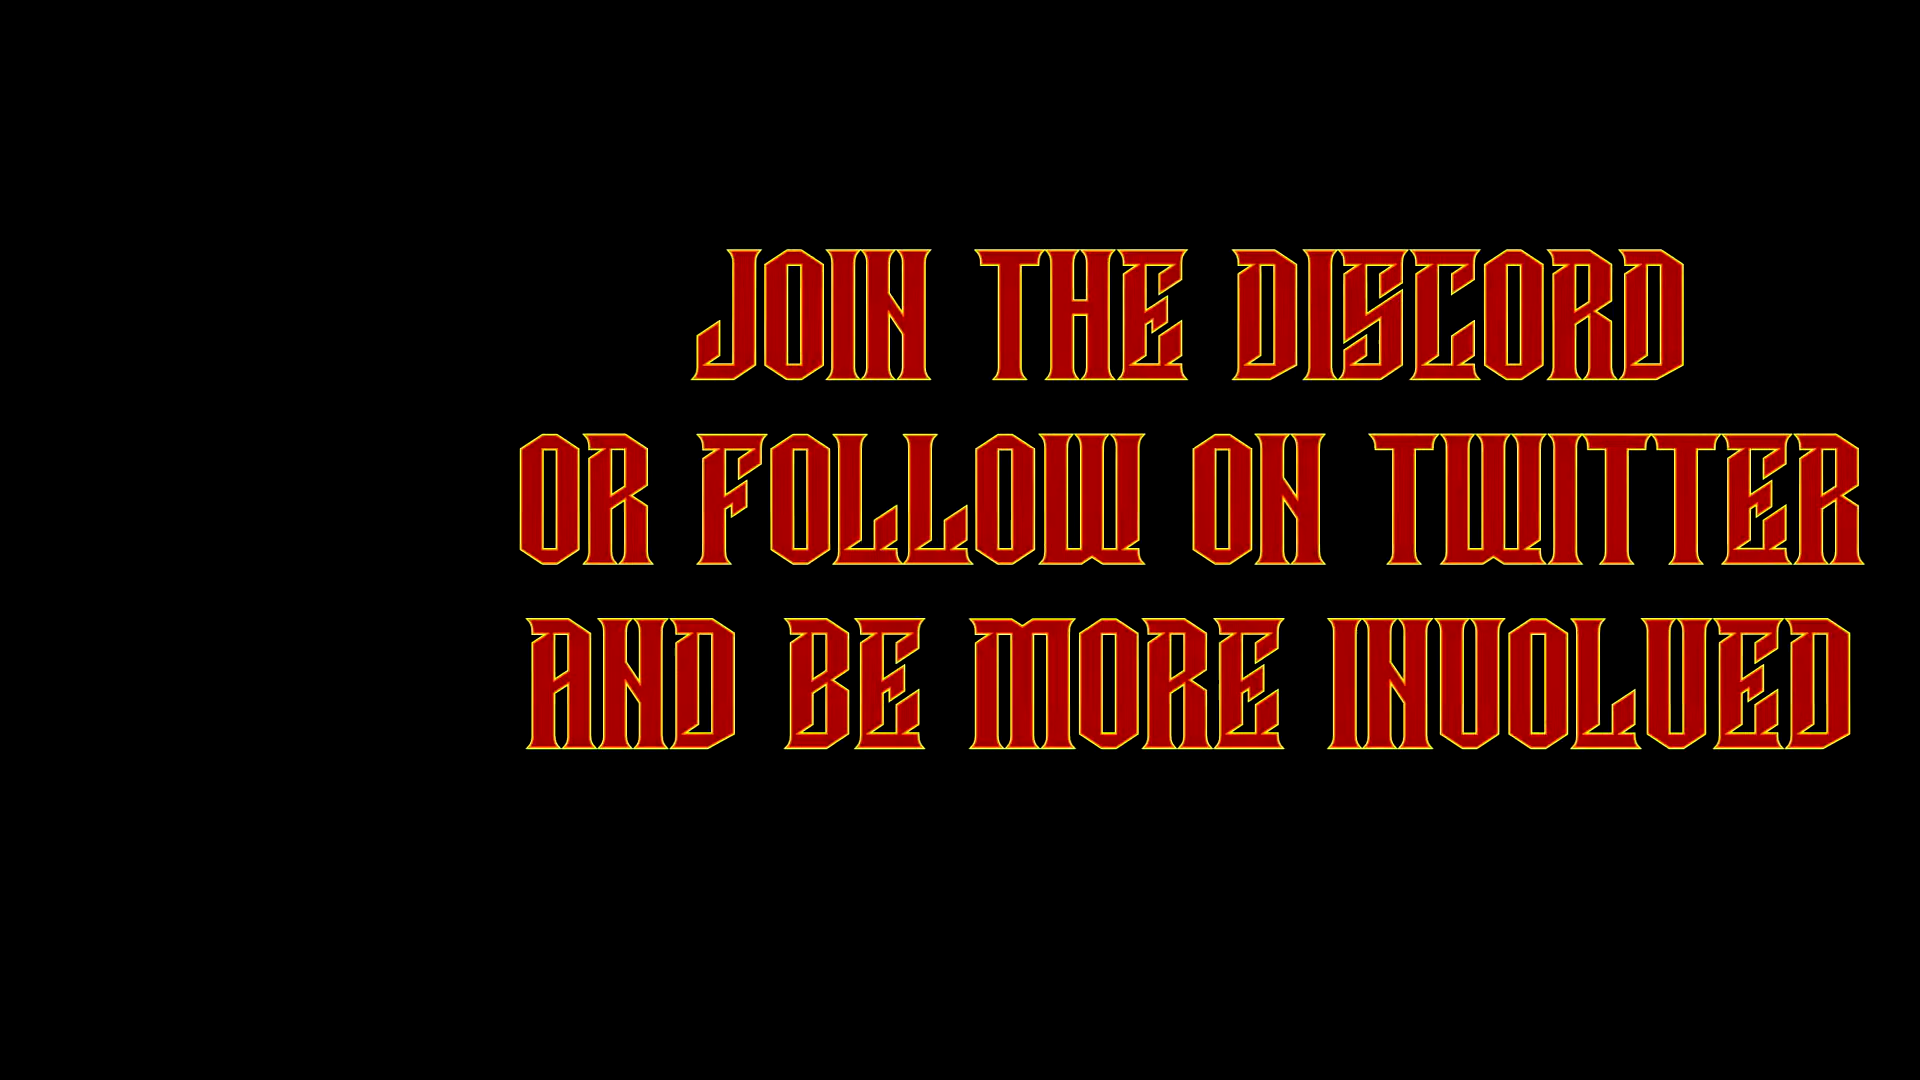 JOIN THE DISCORD
OR FOLLOW ON TWITTER
AND BE MORE INVOLVED